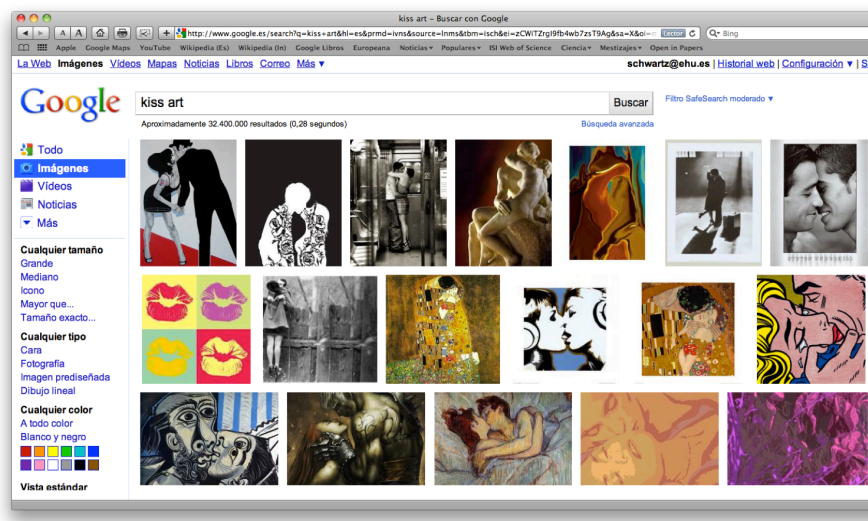 kiss art – Buscar con Google
http://www.google.es/search?q=kiss+art&hl=es&prmd=ivns&source=lnms&tbm=isch&ei=zCWiTZrgI9fb4wb7zsT9Ag&sa=X&oi=m
Lector
Bing
Apple Google Maps YouTube Wikipedia (Es) Wikipedia (In) Google Libros Europeana Noticias Populares ISI Web of Science Ciencia Mestizajes Open in Papers
La Web Imágenes Vídeos Mapas Noticias Libros Correo Más ▼
schwartz@ehu.es | Historial web | Configuración ▼ | S
Google
kiss art
Buscar
Filtro SafeSearch moderado ▼
Aproximadamente 32.400.000 resultados (0,28 segundos)
Búsqueda avanzada
Todo
Imágenes
Vídeos
Noticias
Más
Cualquier tamaño
Grande
Mediano
Icono
Mayor que...
Tamaño exacto...
Cualquier tipo
Cara
Fotografía
Imagen prediseñada
Dibujo lineal
Cualquier color
A todo color
Blanco y negro
Vista estándar